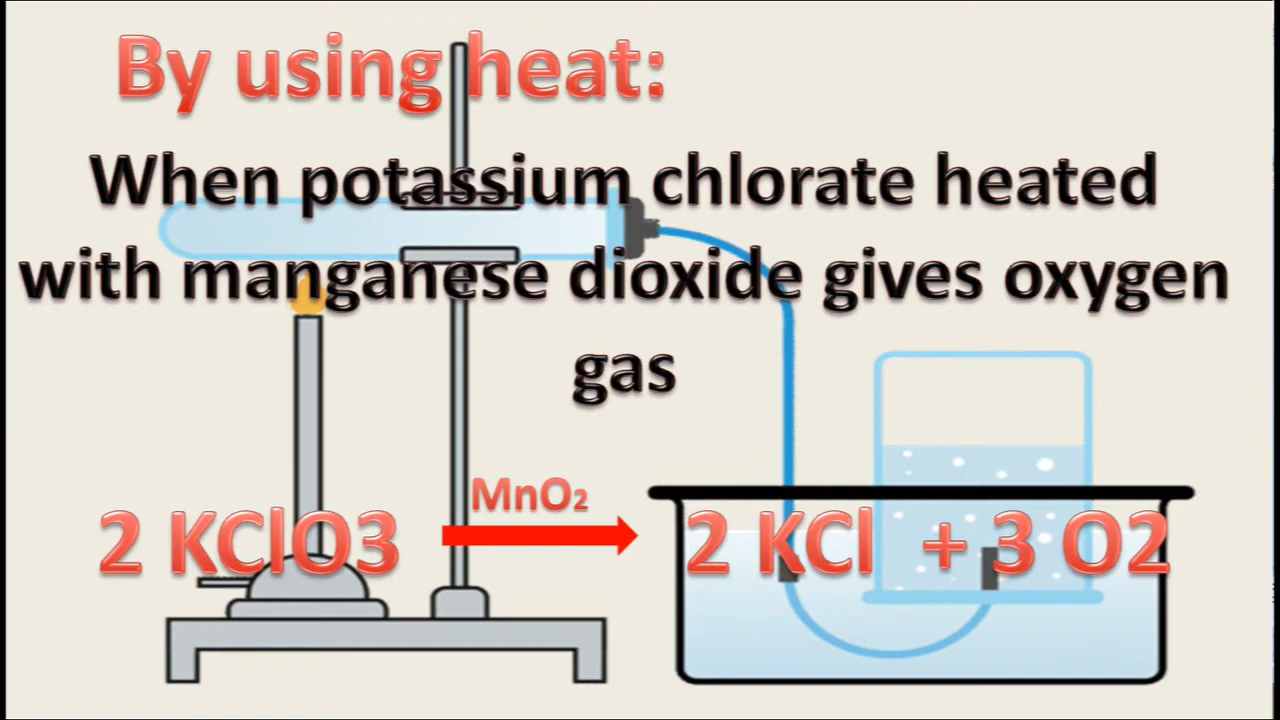 By using heat:
When potassium chlorate heated
with manganese dioxide gives oxygen
gas
MnO₂
2 KClO3 2 KCl + 3 O2